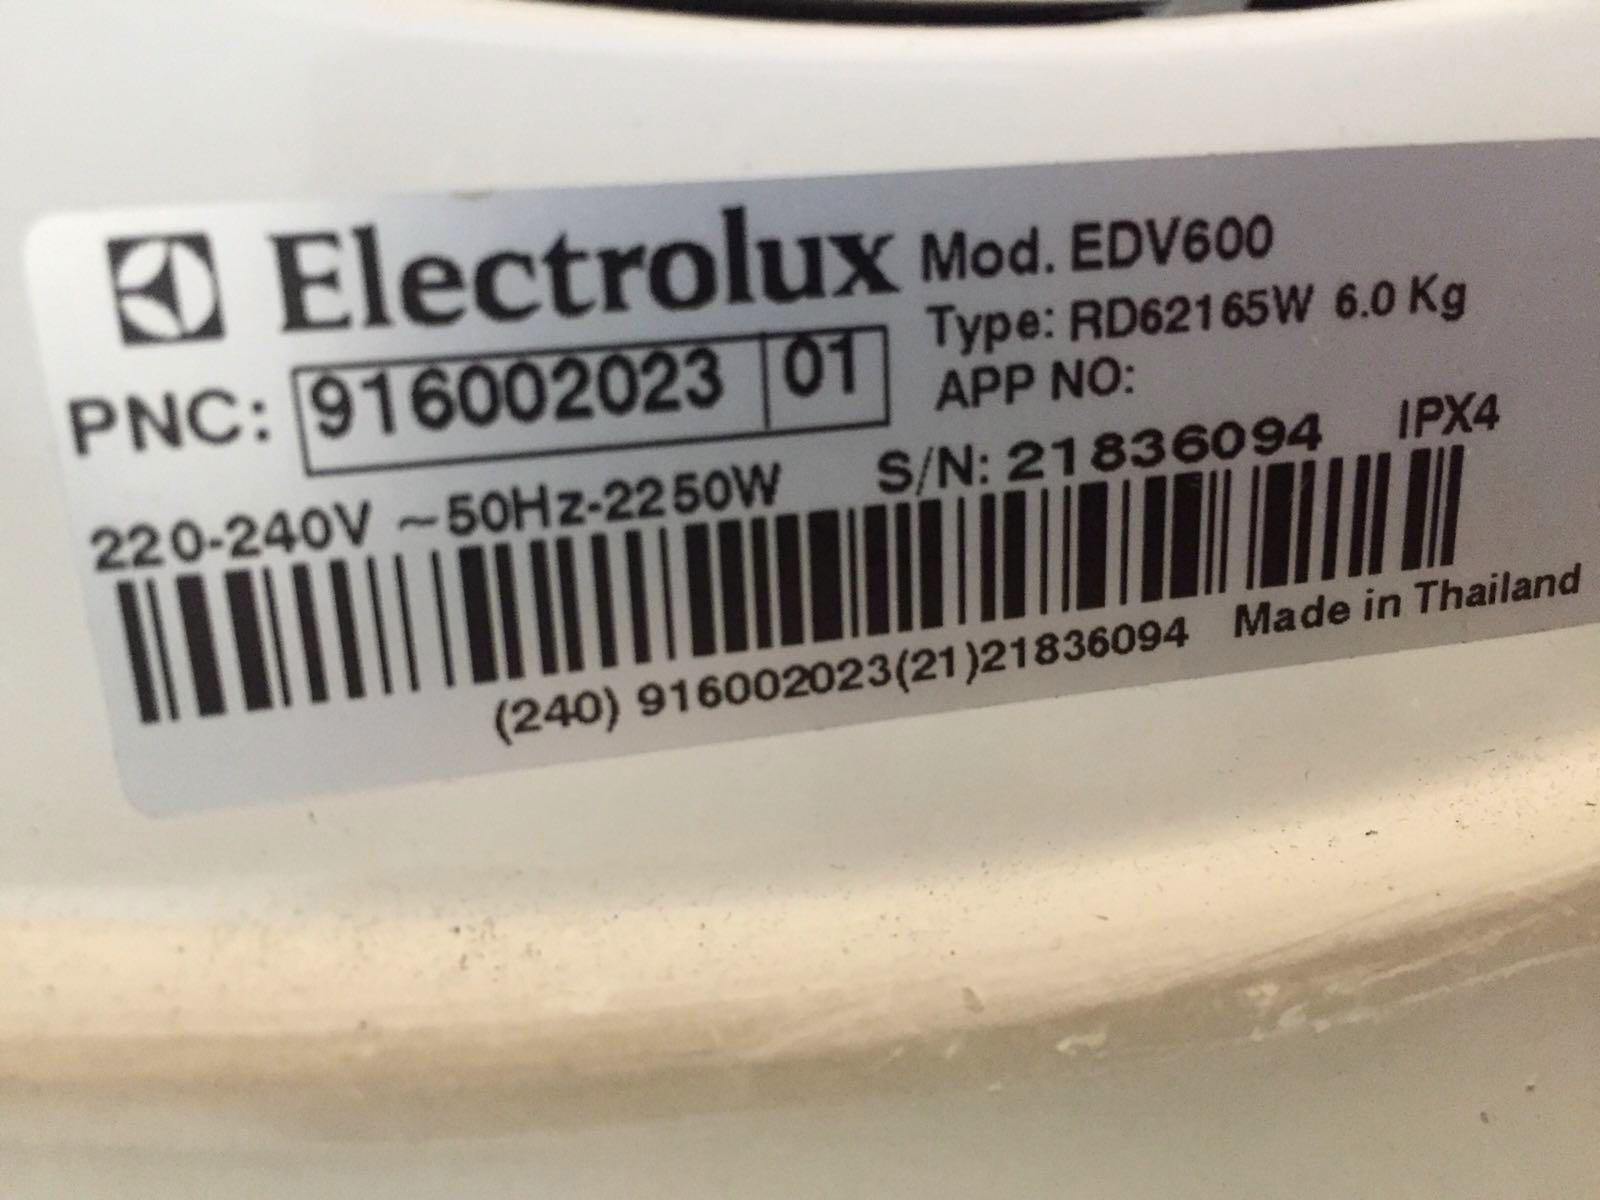 Electrolux Mod. EDV600
Type: RD62165W 6.0 Kg
PNC: 916002023 01
APP NO:
220-240V ~50Hz-2250W S/N: 21836094 IPX4
(240) 916002023(21)21836094 Made in Thailand